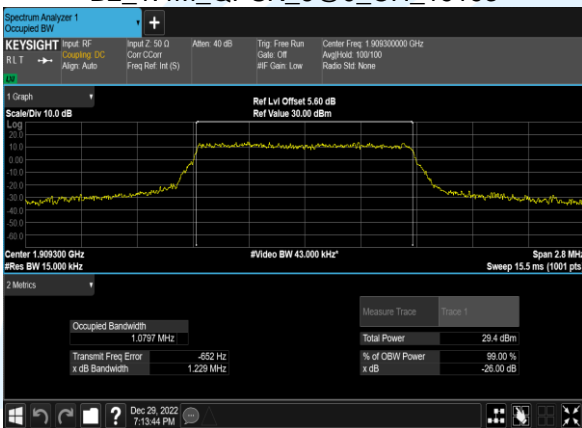 Spectrum Analyzer 1
Occupied BW
+
KEYSIGHT
RLT
LW
Input: RF
Coupling: DC
Align: Auto
Input Z: 50 Ω
Corr CCorr
Freq Ref: Int (S)
Atten: 40 dB
Trig: Free Run
Gate: Off
#IF Gain: Low
Center Freq: 1.909300000 GHz
Avg|Hold: 100/100
Radio Std: None
1 Graph
Scale/Div 10.0 dB
Ref Lvl Offset 5.60 dB
Ref Value 30.00 dBm
Log
20.0
10.0
0.00
-10.0
-20.0
-30.0
-40.0
-50.0
-60.0
Center 1.909300 GHz
#Res BW 15.000 kHz
#Video BW 43.000 kHz*
Span 2.8 MHz
Sweep 15.5 ms (1001 pts
2 Metrics
Measure Trace
Trace 1
Occupied Bandwidth
1.0797 MHz
Total Power
29.4 dBm
Transmit Freq Error
-652 Hz
% of OBW Power
99.00 %
x dB Bandwidth
1.229 MHz
x dB
-26.00 dB
?
Dec 29, 2022
7:13:44 PM